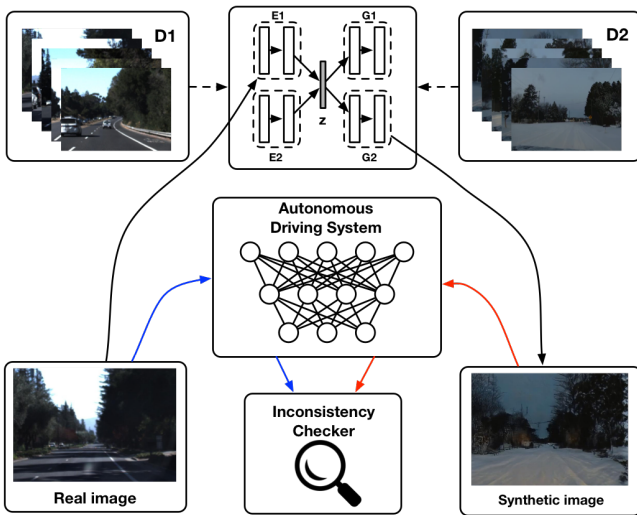 D1
E1
G1
z
E2
G2
D2
Autonomous
Driving System
Inconsistency
Checker
Real image
Synthetic image